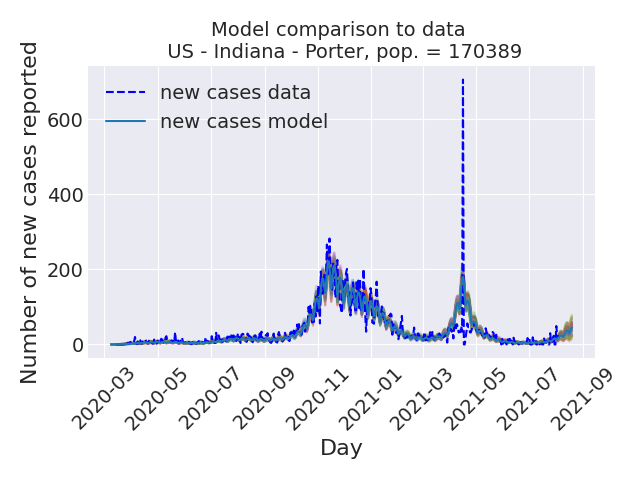 Model comparison to data
US - Indiana - Porter, pop. = 170389
Number of new cases reported
new cases data
new cases model
600
400
200
0
2020-03
2020-05
2020-07
2020-09
2020-11
2021-01
2021-03
2021-05
2021-07
2021-09
Day